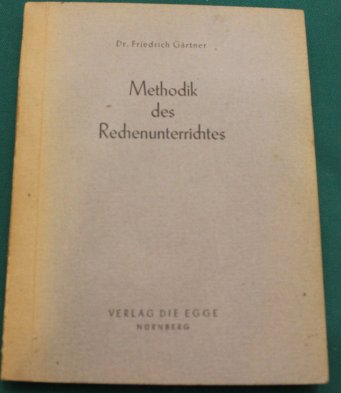 Dr. Friedrich Gärtner
Methodik
des
Rechenunterrichtes
VERLAG DIE EGGE
NÜRNBERG